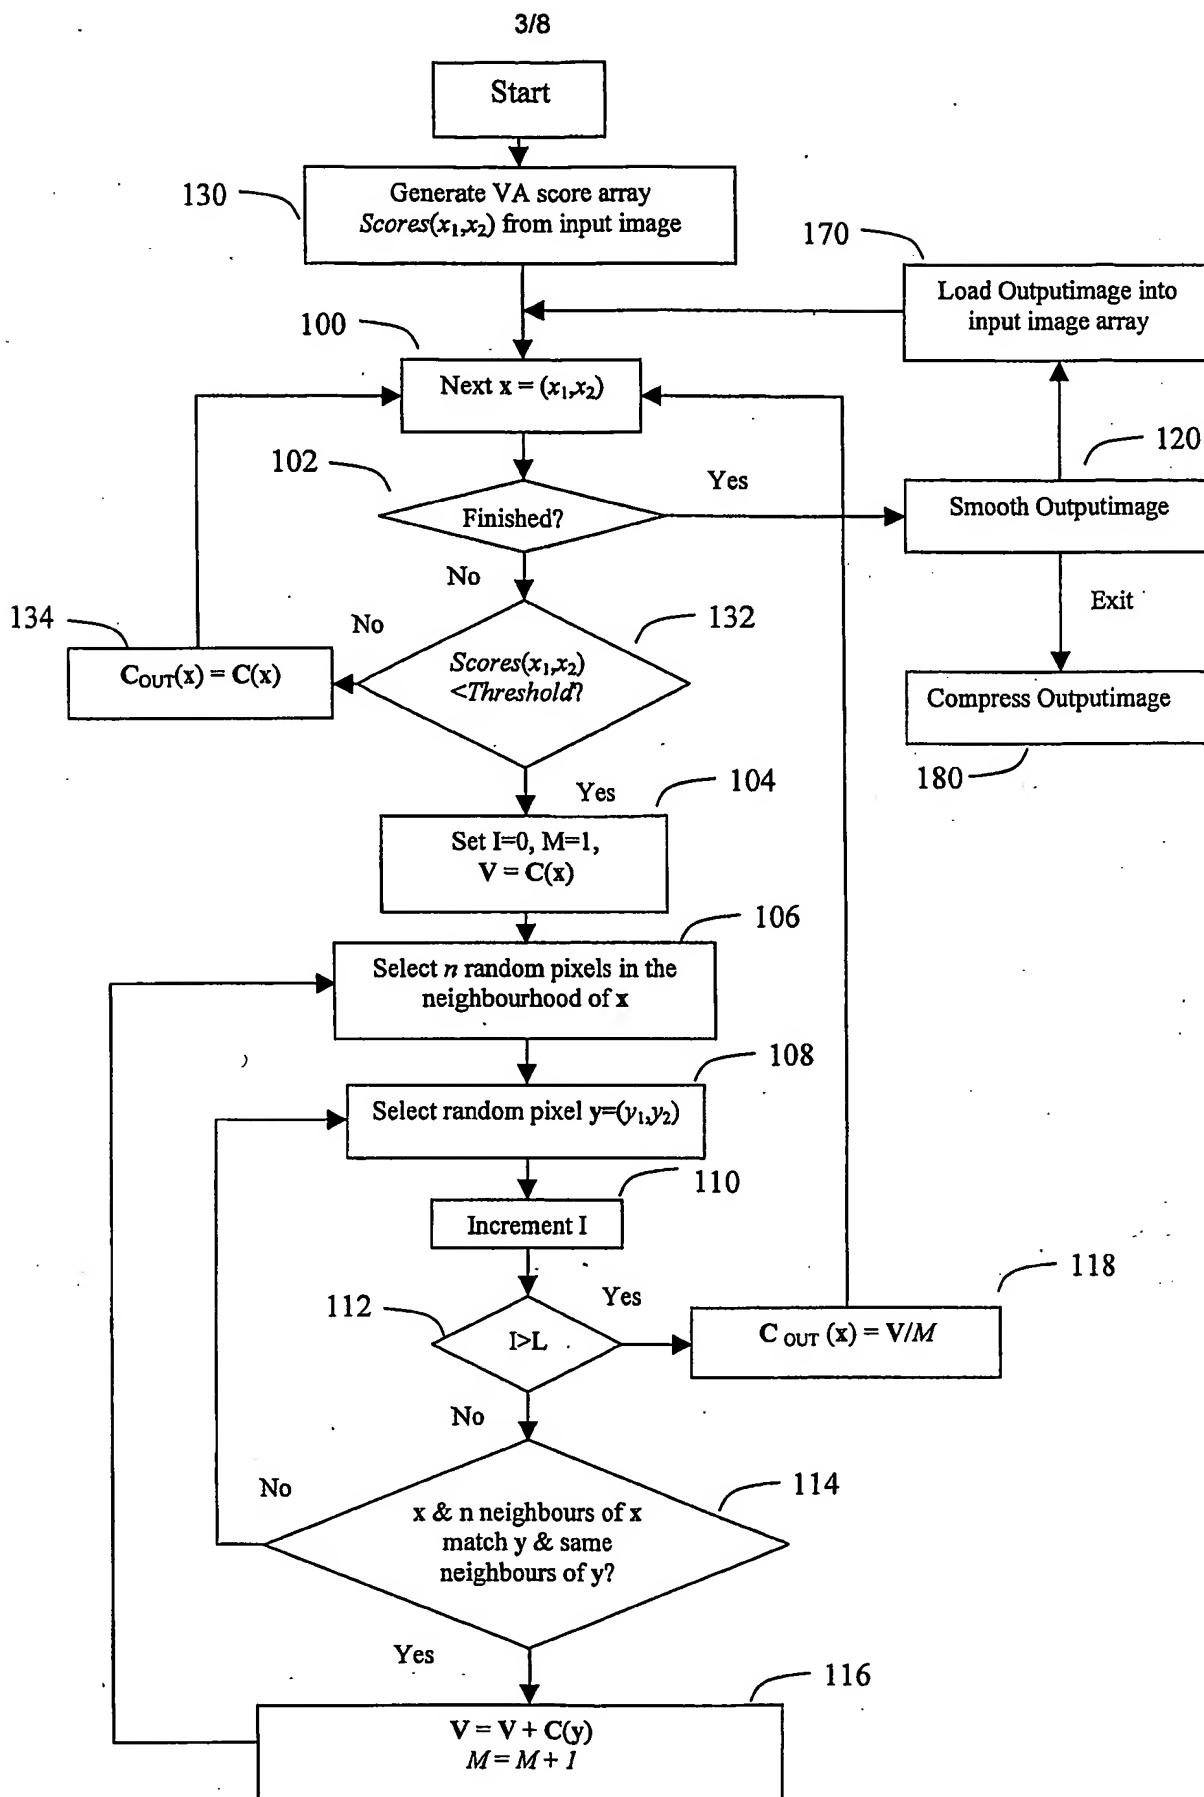 3/8
Start
130
Generate VA score array
Scores(x₁,x₂) from input image
170
Load Outputimage into
input image array
100
Next x = (x₁,x₂)
102
Finished?
Yes
120
Smooth Outputimage
No
Exit
134
C_OUT(x) = C(x)
No
132
Scores(x₁,x₂)
<Threshold?
Compress Outputimage
180
Yes
104
Set I=0, M=1,
V = C(x)
106
Select n random pixels in the
neighbourhood of x
108
Select random pixel y=(y₁,y₂)
110
Increment I
112
I>L
Yes
118
C OUT (x) = V/M
No
No
114
x & n neighbours of x
match y & same
neighbours of y?
Yes
116
V = V + C(y)
M = M + 1